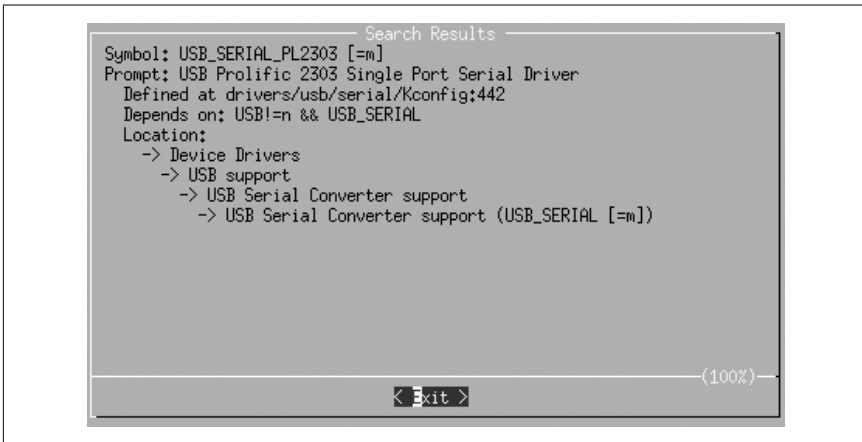 Search Results
Symbol: USB_SERIAL_PL2303 [=m]
Prompt: USB Prolific 2303 Single Port Serial Driver
Defined at drivers/usb/serial/Kconfig:442
Depends on: USB!=n && USB_SERIAL
Location:
-> Device Drivers
-> USB support
-> USB Serial Converter support
-> USB Serial Converter support (USB_SERIAL [=m])
(100%)
< Exit >